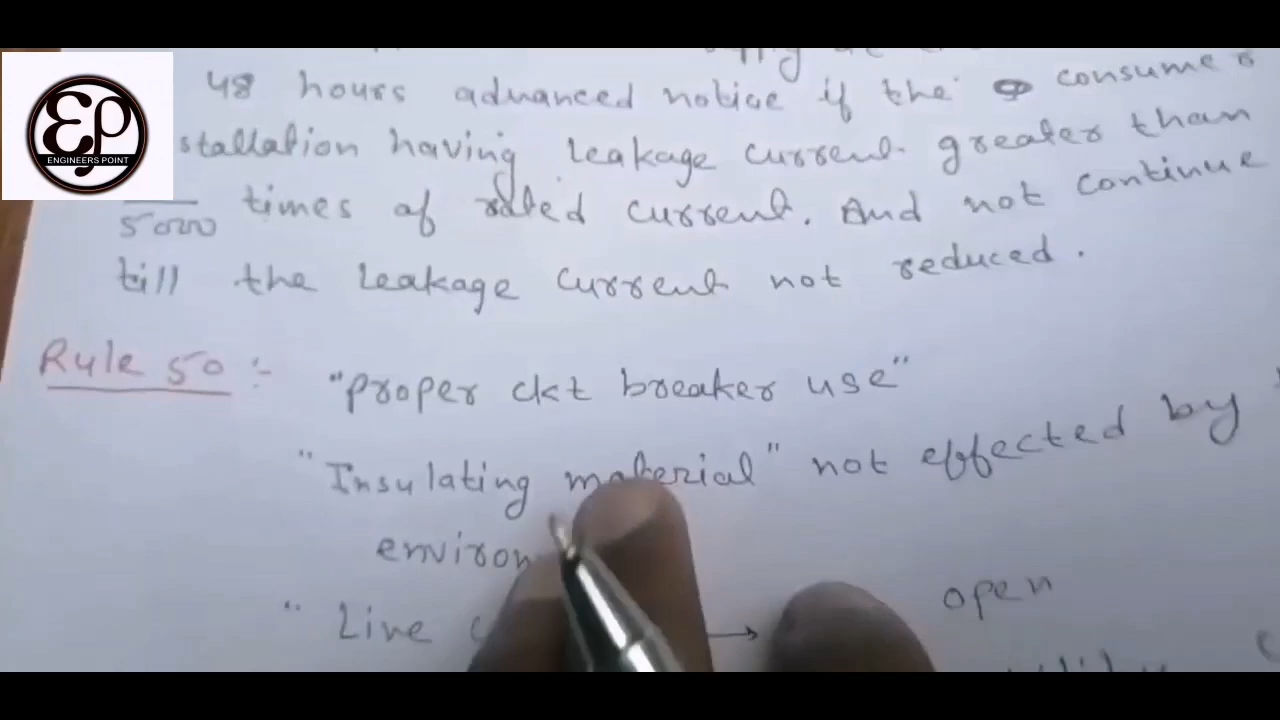 EP
ENGINEERS POINT
48 hours advanced notice if the consumer
stallation having leakage current greater than
5000 times of rated current. And not continue
till the leakage current not reduced.
Rule 50 :-
"Proper ckt breaker use"
"Insulating material" not effected by
environ
" Live
open